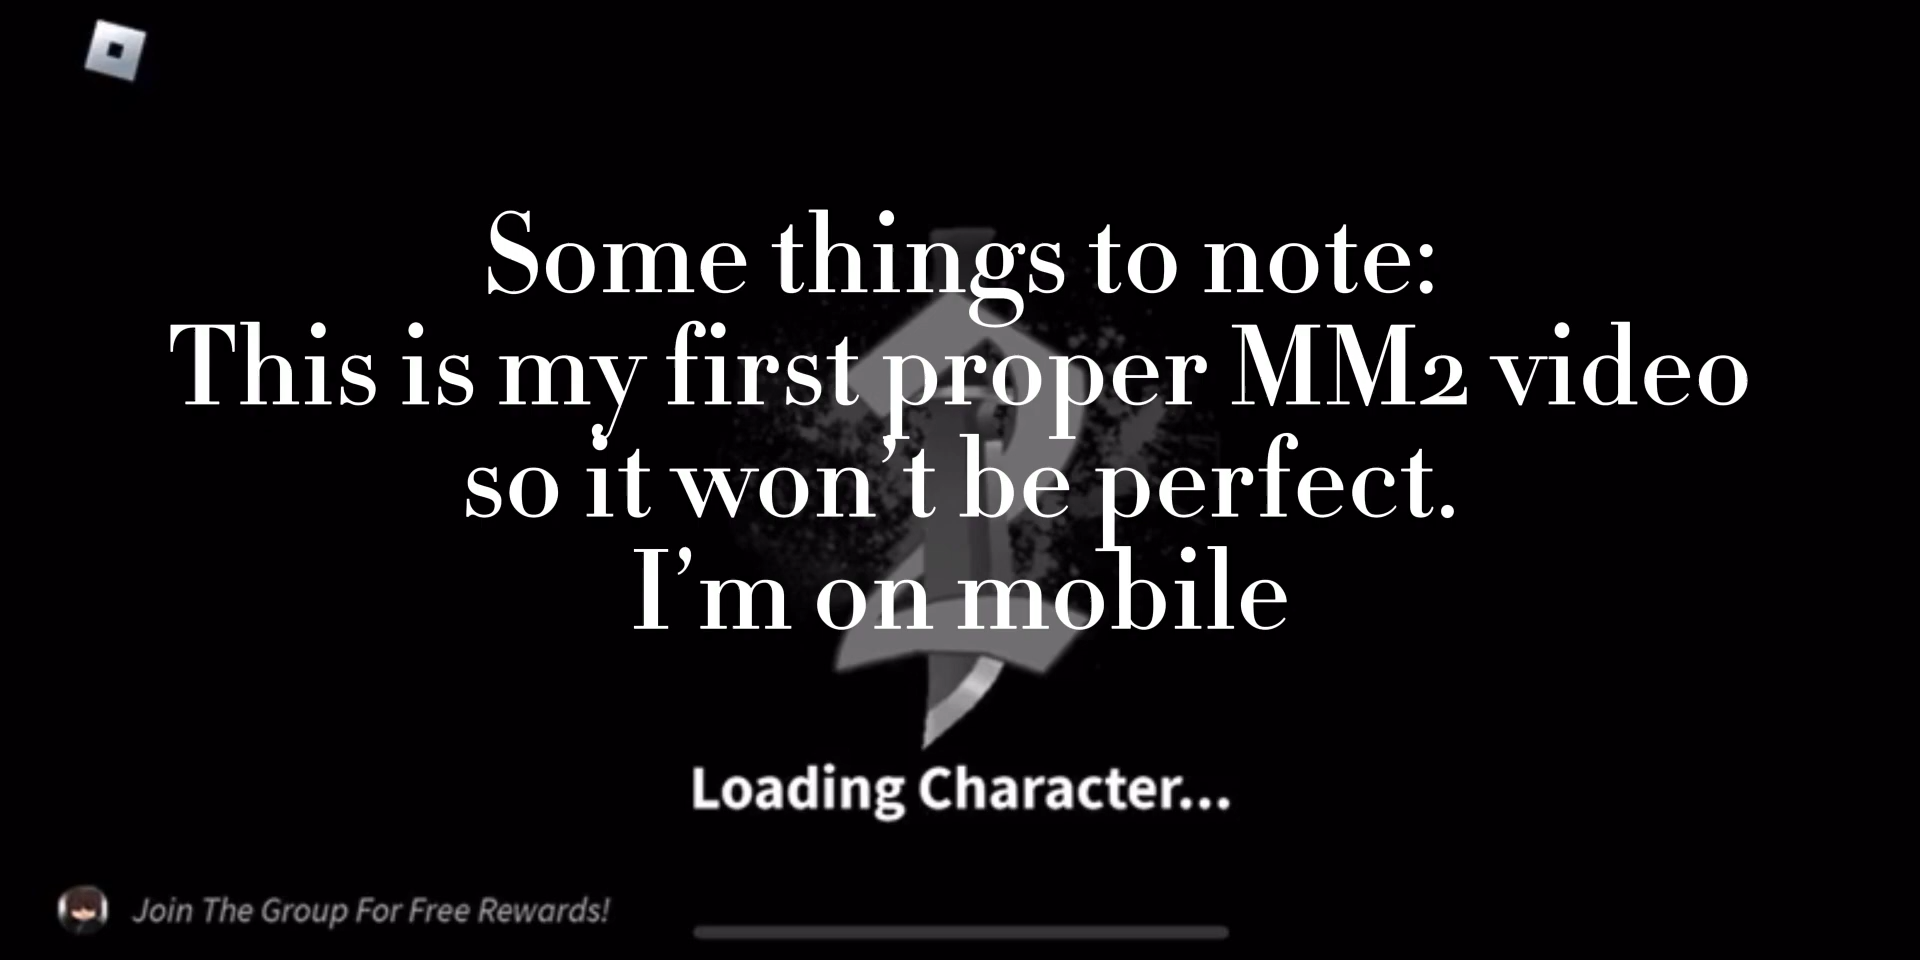 Some things to note:
This is my first proper MM2 video
so it won’t be perfect.
I’m on mobile
Loading Character...
Join The Group For Free Rewards!